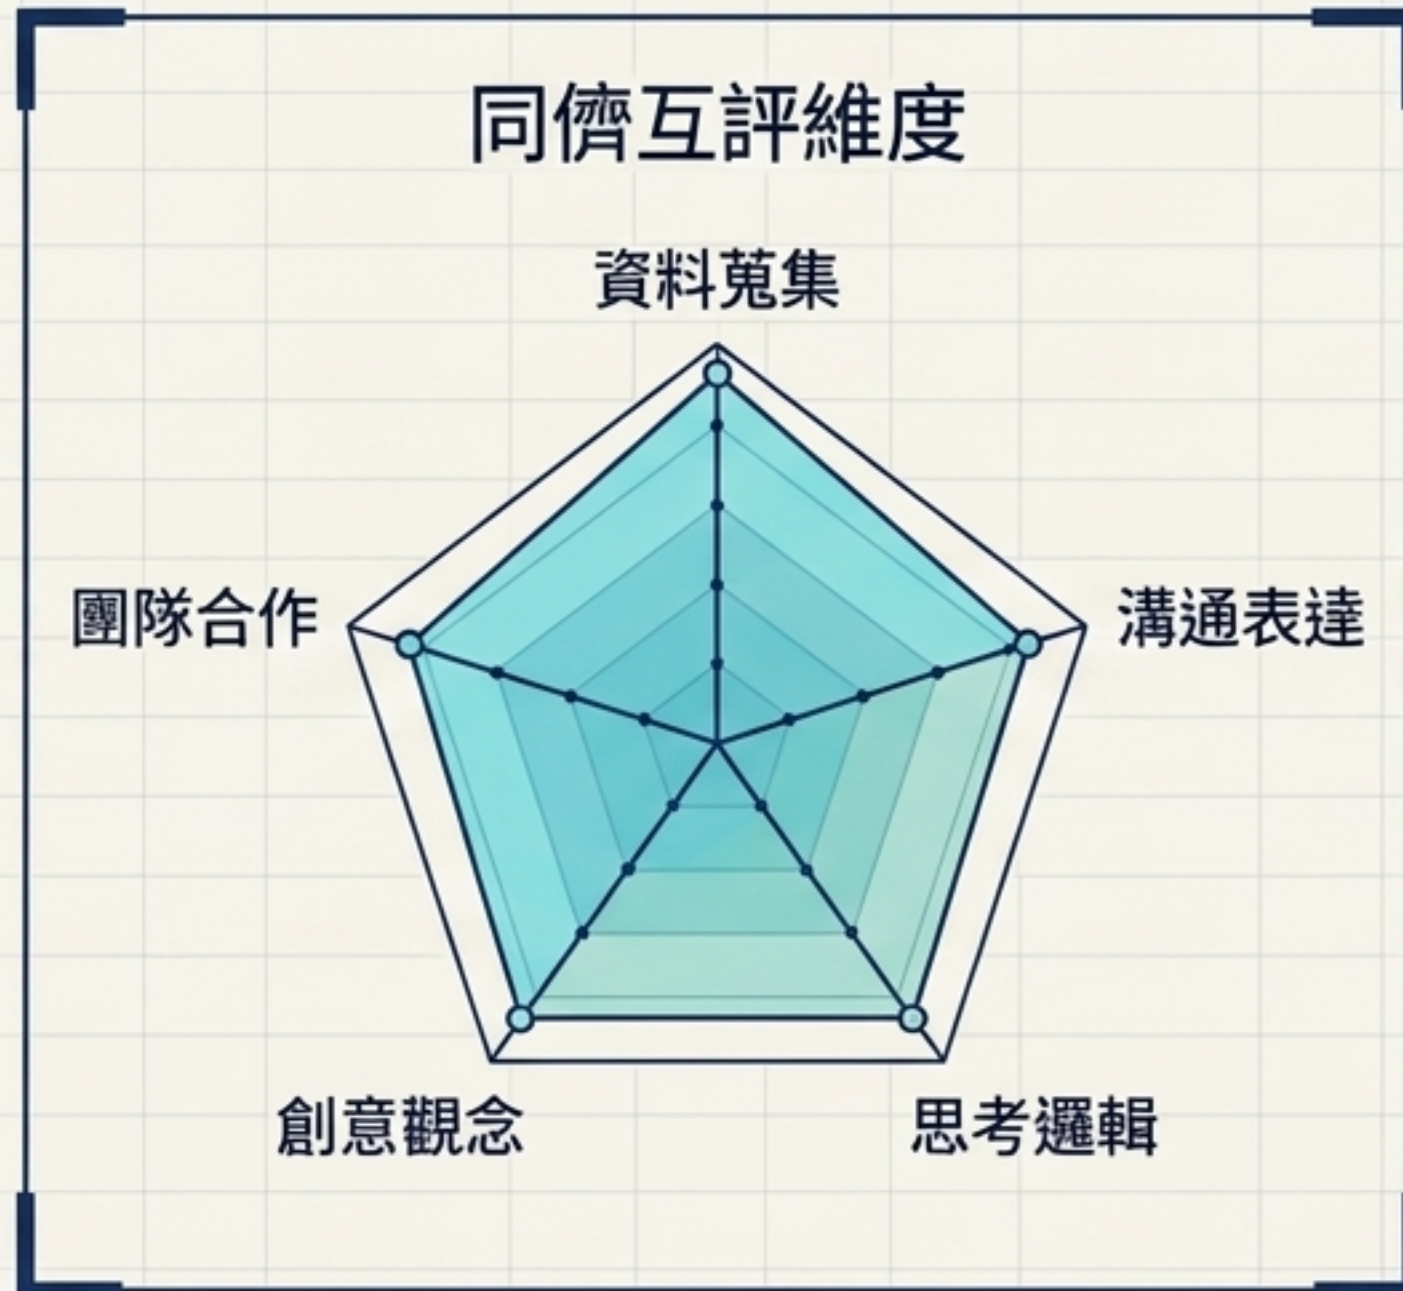 同儕互評維度
資料蒐集
團隊合作
溝通表達
創意觀念
思考邏輯